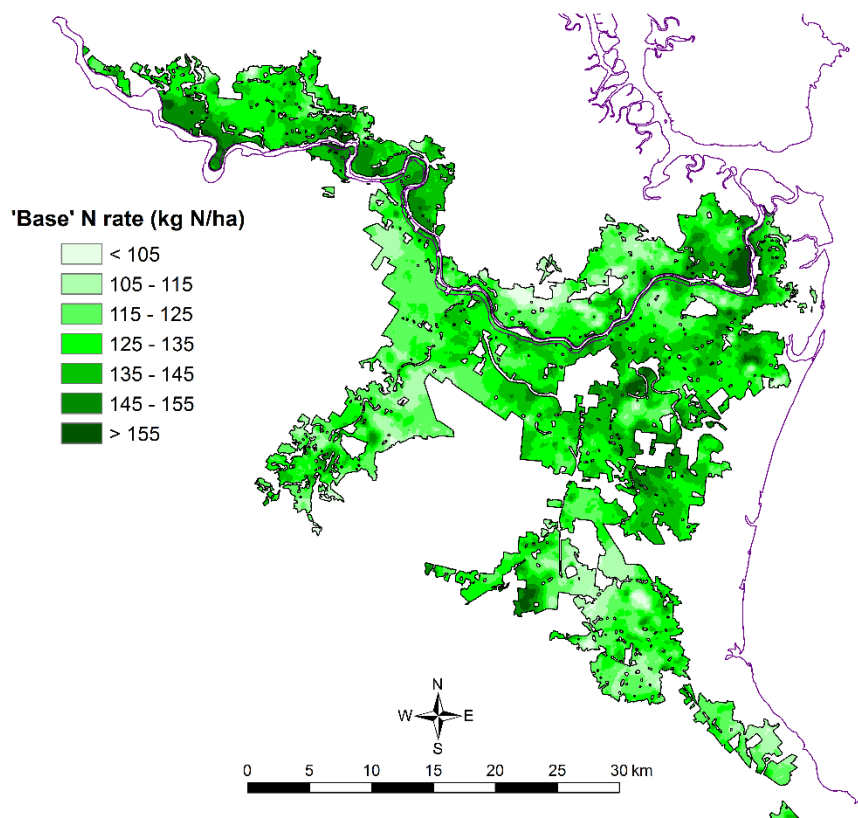 'Base' N rate (kg N/ha)
< 105
105 - 115
115 - 125
125 - 135
135 - 145
145 - 155
> 155
N
W E
S
0 5 10 15 20 25 30 km